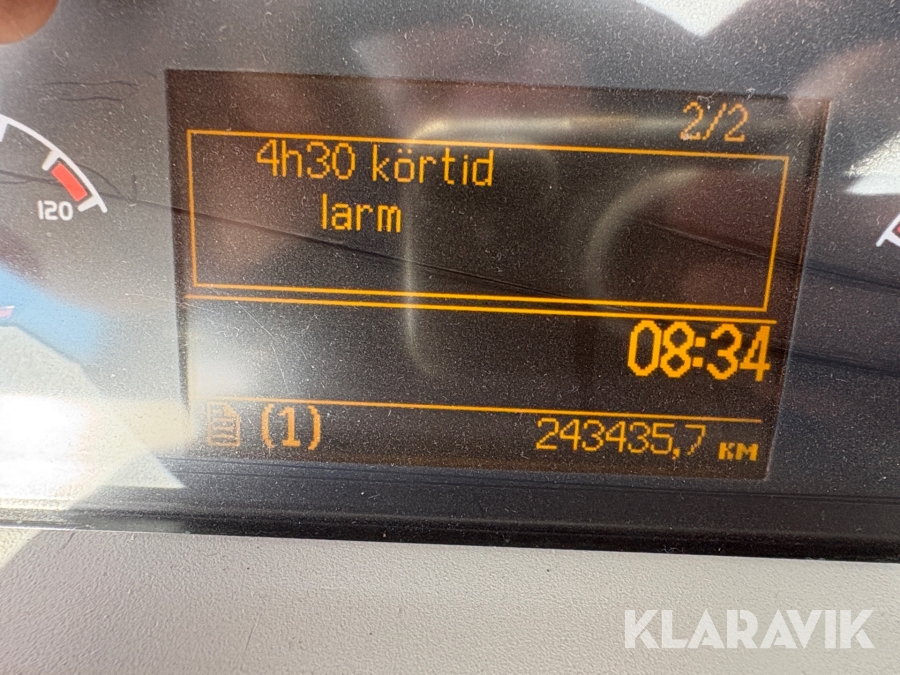 2/2
4h30 körtid
larm
120
08:34
(1) 243435,7 KM
KLARAVIK